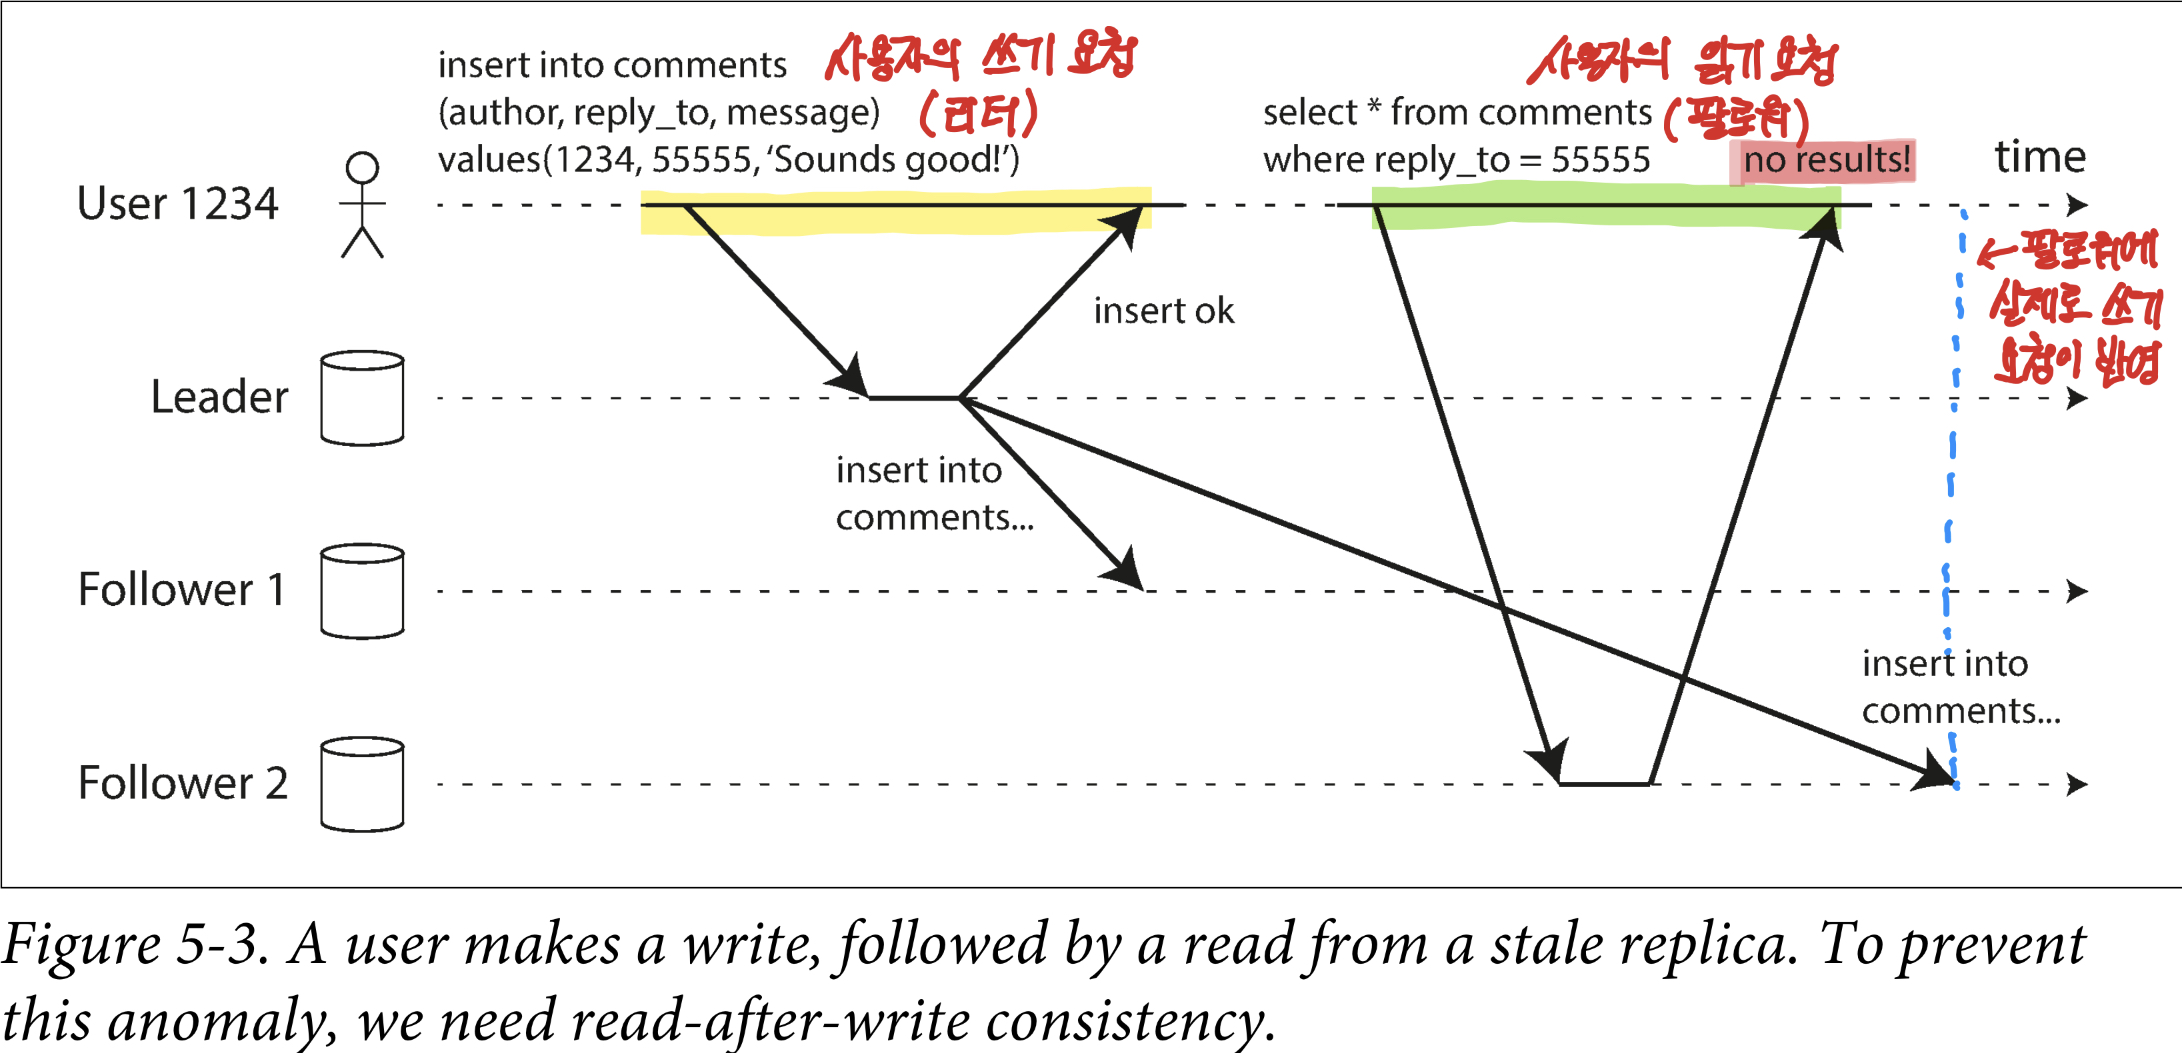 insert into comments
(author, reply_to, message)
values(1234, 55555, ‘Sounds good!’)
사용자의 쓰기 요청
(리더)
select * from comments
where reply_to = 55555
사용자의 읽기 요청
(팔로워)
no results!
time
User 1234
←팔로워에
실제로 쓰기
요청이 반영
insert ok
Leader
insert into
comments...
Follower 1
insert into
comments...
Follower 2
Figure 5-3. A user makes a write, followed by a read from a stale replica. To prevent
this anomaly, we need read-after-write consistency.